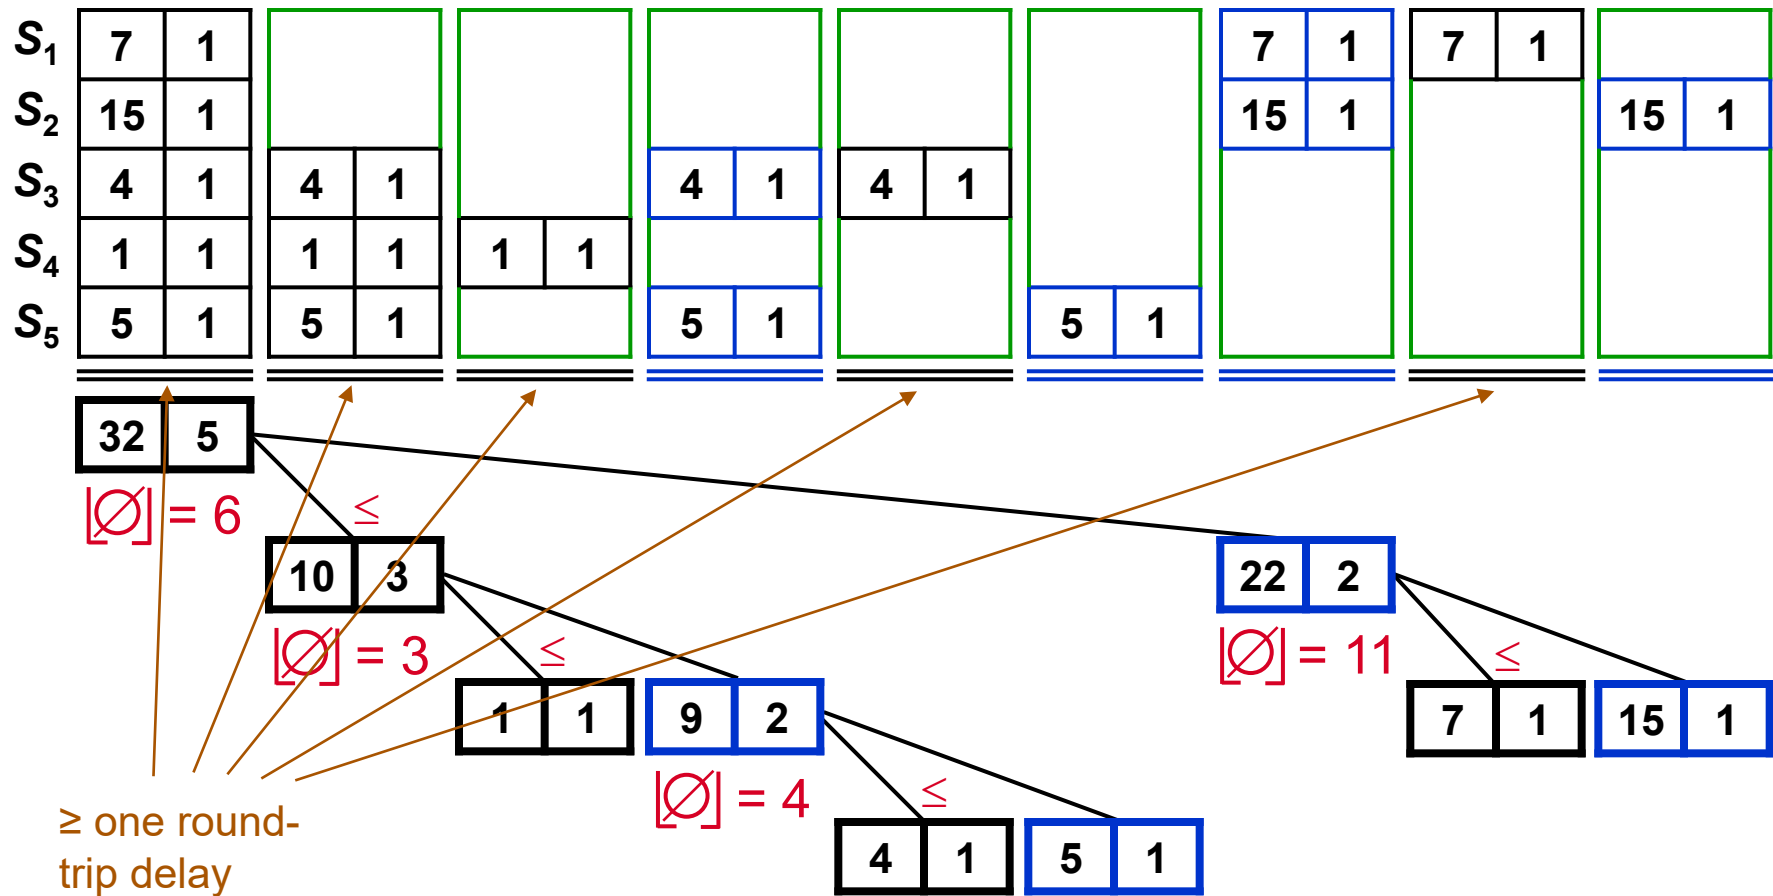 S1 7 1 7 1 7 1
S2 15 1 15 1 15 1
S3 4 1 4 1 4 1 4 1
S4 1 1 1 1 1 1
S5 5 1 5 1 5 1 5 1
32 5
⌊Ø⌋ = 6 ≤
10 3 22 2
⌊Ø⌋ = 3 ≤ ⌊Ø⌋ = 11 ≤
1 1 9 2 7 1 15 1
⌊Ø⌋ = 4 ≤
≥ one round-
trip delay
4 1 5 1